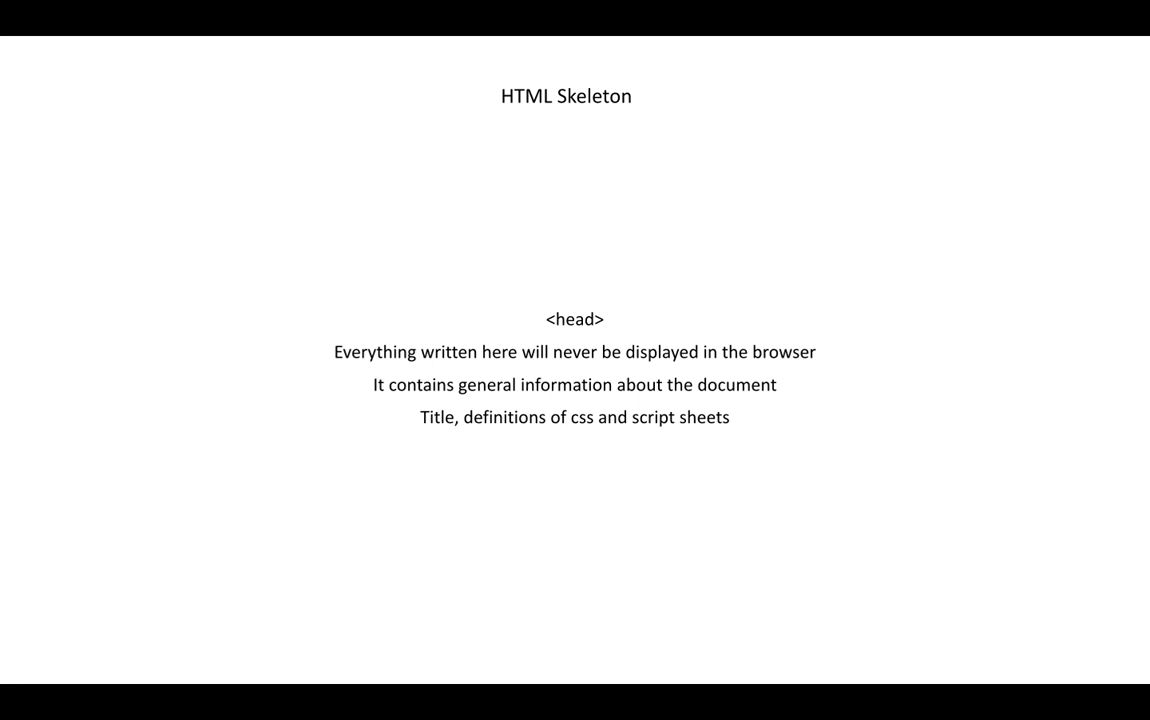 HTML Skeleton
<head>
Everything written here will never be displayed in the browser
It contains general information about the document
Title, definitions of css and script sheets